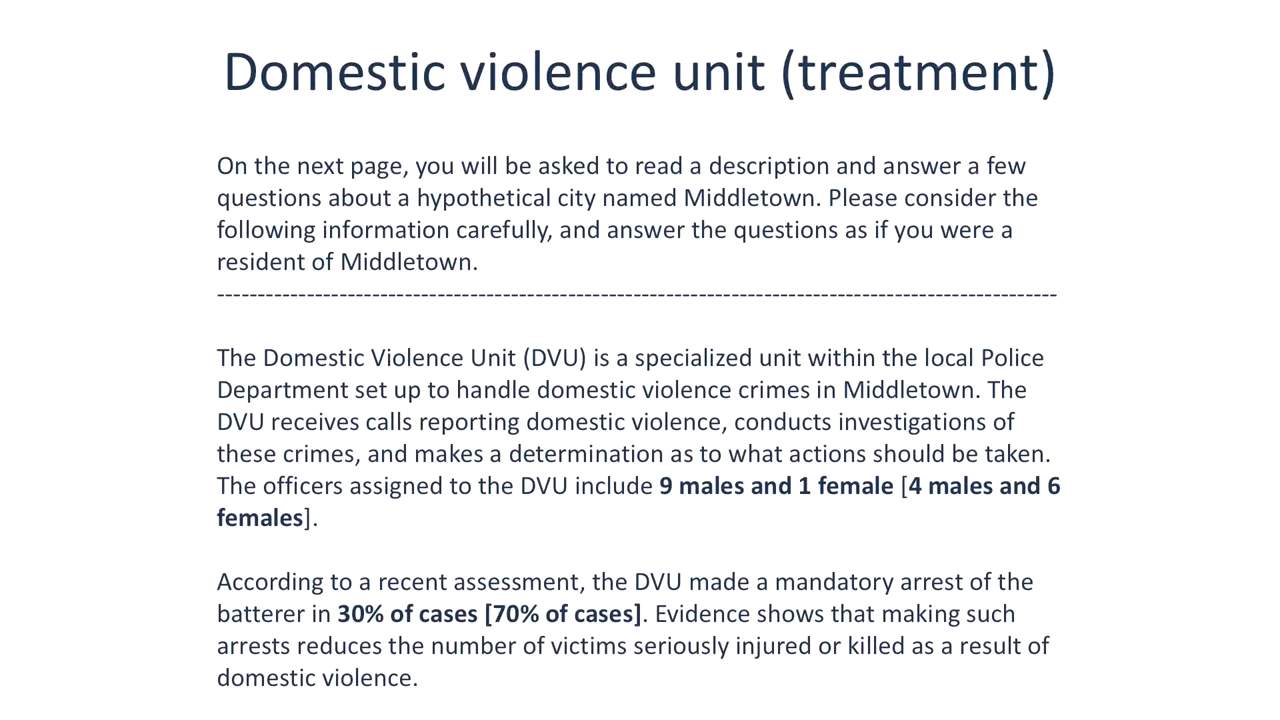 Domestic violence unit (treatment)
On the next page, you will be asked to read a description and answer a few
questions about a hypothetical city named Middletown. Please consider the
following information carefully, and answer the questions as if you were a
resident of Middletown.
--------------------------------------------------------------------------------------------------------
The Domestic Violence Unit (DVU) is a specialized unit within the local Police
Department set up to handle domestic violence crimes in Middletown. The
DVU receives calls reporting domestic violence, conducts investigations of
these crimes, and makes a determination as to what actions should be taken.
The officers assigned to the DVU include 9 males and 1 female [4 males and 6
females].
According to a recent assessment, the DVU made a mandatory arrest of the
batterer in 30% of cases [70% of cases]. Evidence shows that making such
arrests reduces the number of victims seriously injured or killed as a result of
domestic violence.